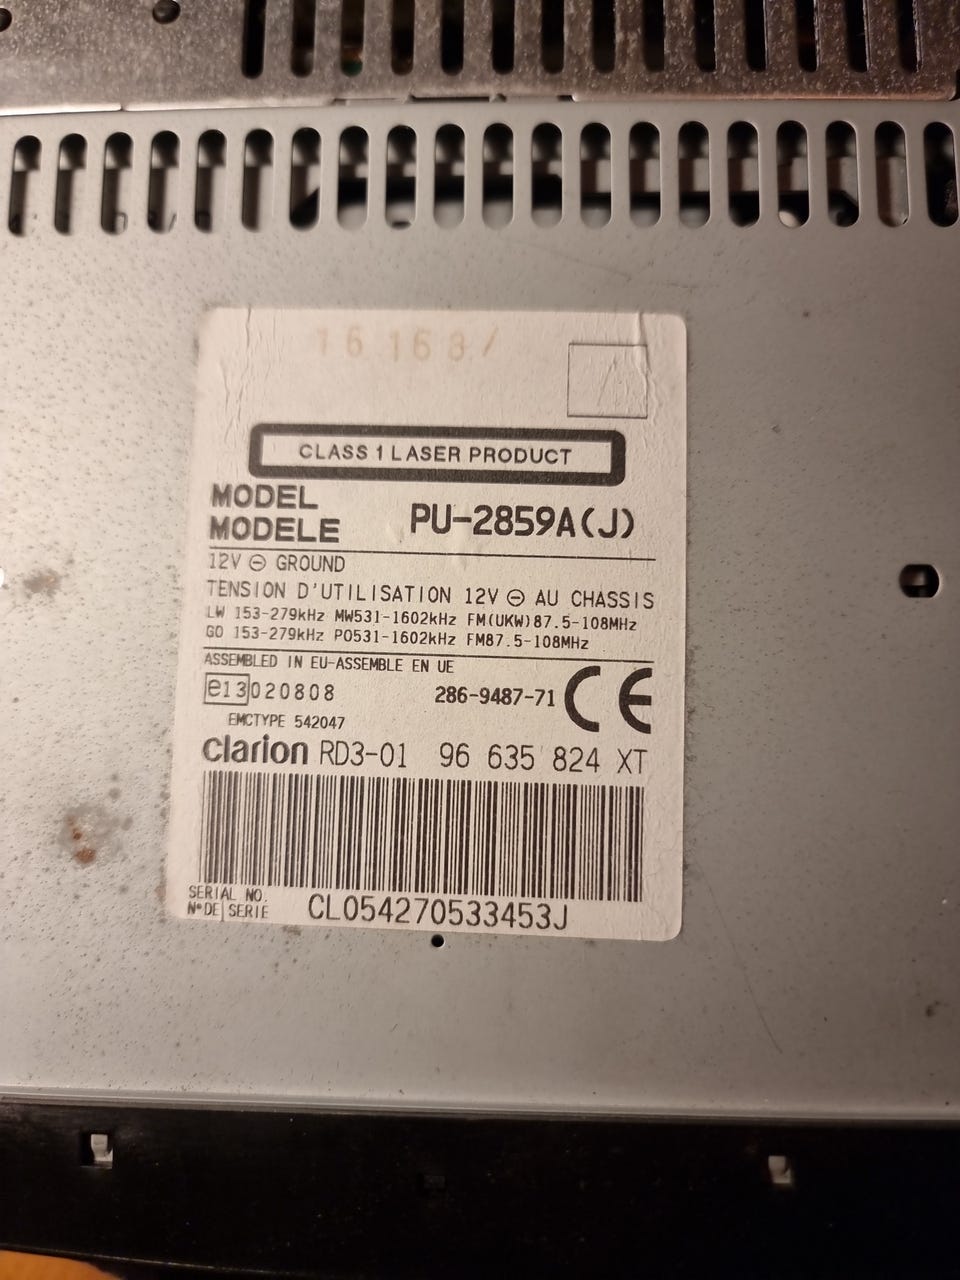 16 168/
CLASS 1 LASER PRODUCT
MODEL
MODELE PU-2859A(J)
12V ⊖ GROUND
TENSION D'UTILISATION 12V ⊖ AU CHASSIS
LW 153-279kHz MW531-1602kHz FM(UKW)87.5-108MHz
GO 153-279kHz PO531-1602kHz FM87.5-108MHz
ASSEMBLED IN EU-ASSEMBLE EN UE
e13 020808 286-9487-71 CE
EMCTYPE 542047
clarion RD3-01 96 635 824 XT
SERIAL NO.
N° DE SERIE CL054270533453J